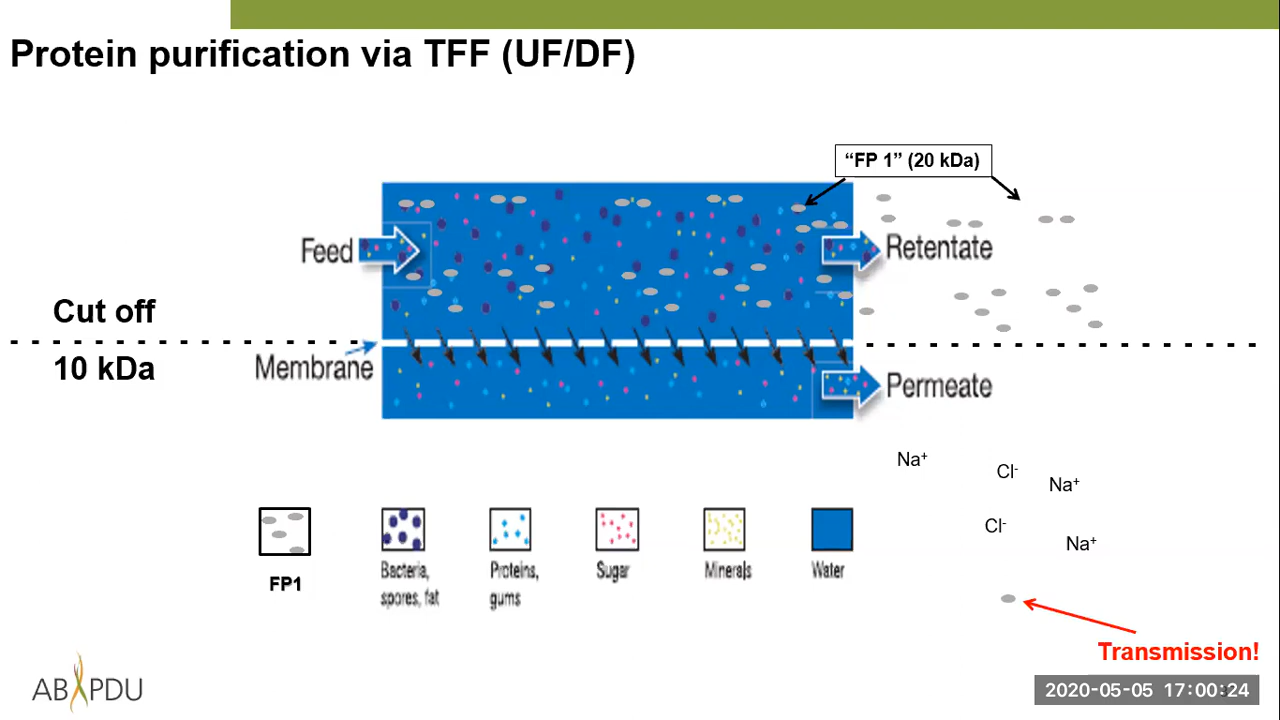 Protein purification via TFF (UF/DF)
“FP 1” (20 kDa)
Feed
Retentate
Cut off
10 kDa
Membrane
Permeate
Na⁺
Cl⁻
Na⁺
Cl⁻
Na⁺
FP1
Bacteria,
spores, fat
Proteins,
gums
Sugar
Minerals
Water
Transmission!
ABPDU
2020-05-05 17:00:24